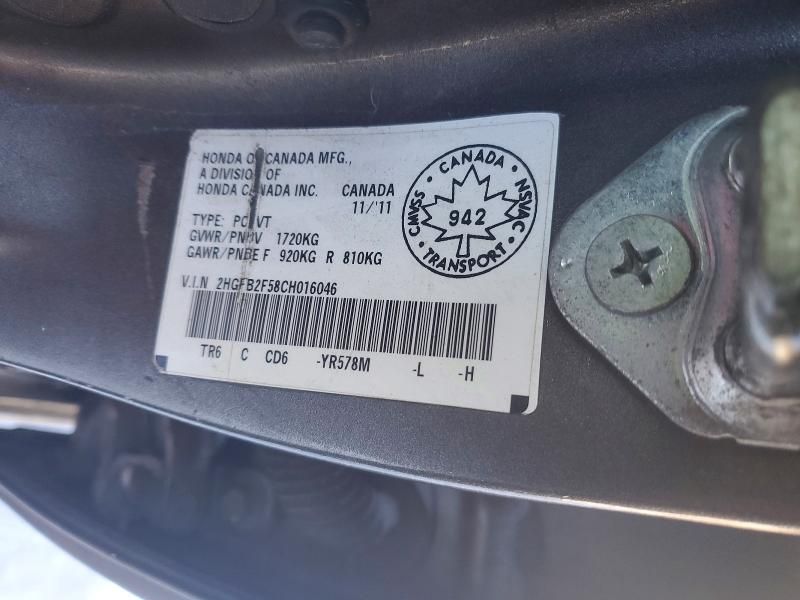 HONDA OF CANADA MFG.,
A DIVISION OF
HONDA CANADA INC. CANADA
11/'11
TYPE: PC/VT
GVWR/PNBV 1720KG
GAWR/PNBE F 920KG R 810KG
V.I.N 2HGFB2F58CH016046
TR6 C CD6 -YR578M -L -H
CANADA
CMVSS
942
NSVAC
TRANSPORT